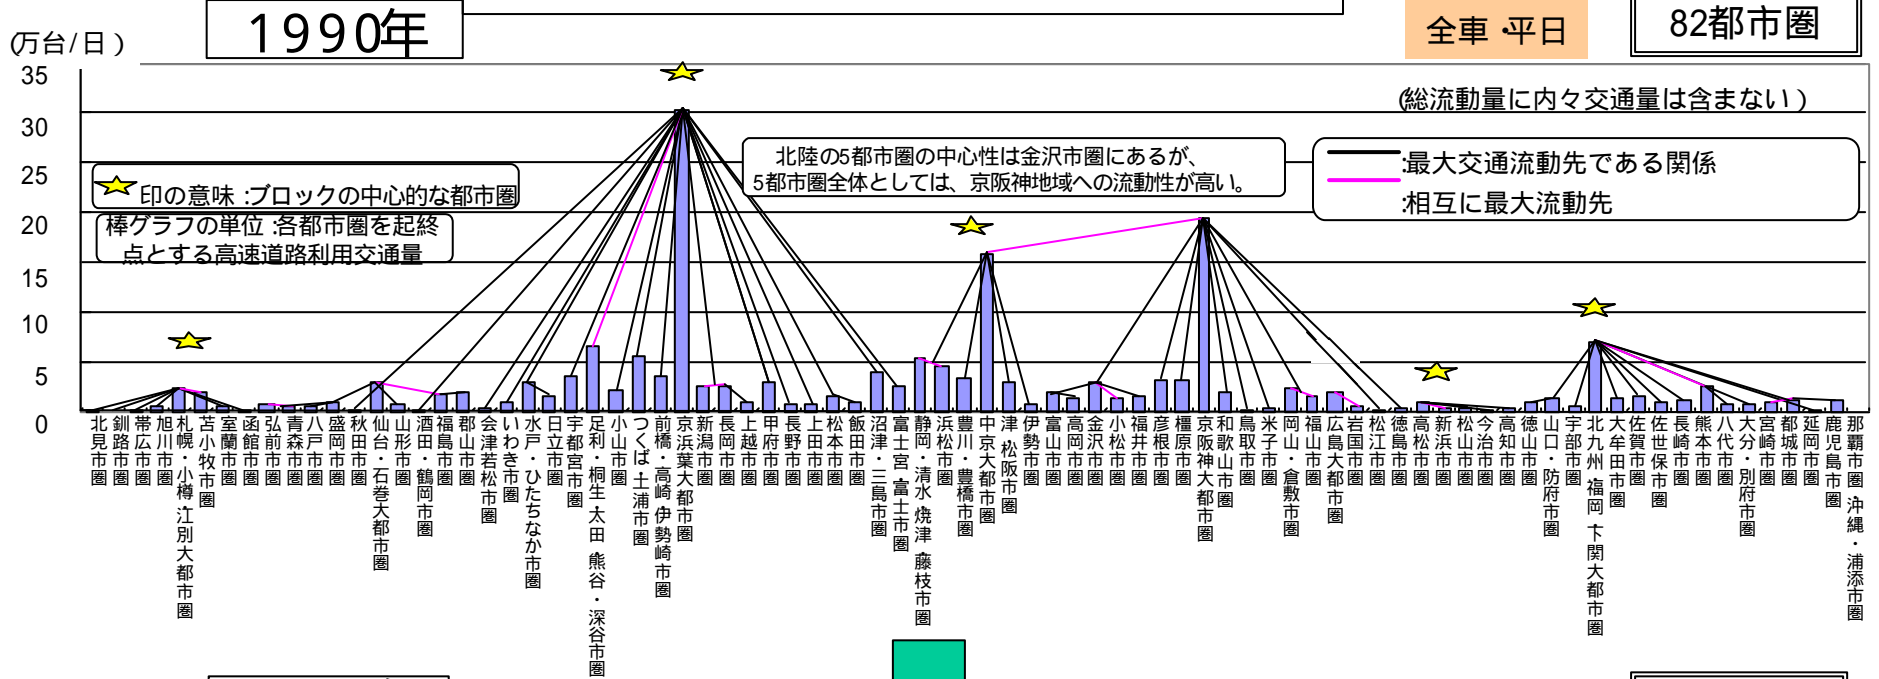 1990年
全車・平日
82都市圏
(万台/日)
35
30
25
20
15
10
5
0
(総流動量に内々交通量は含まない)
北陸の5都市圏の中心性は金沢市圏にあるが、
5都市圏全体としては、京阪神地域への流動性が高い。
:最大交通流動先である関係
:相互に最大流動先
印の意味:ブロックの中心的な都市圏
棒グラフの単位:各都市圏を起終
点とする高速道路利用交通量
北見市圏
釧路市圏
帯広市圏
旭川市圏
札幌・小樽・江別大都市圏
苫小牧市圏
室蘭市圏
函館市圏
弘前市圏
青森市圏
八戸市圏
盛岡市圏
秋田市圏
仙台・石巻大都市圏
山形市圏
酒田・鶴岡市圏
福島市圏
郡山市圏
会津若松市圏
いわき市圏
水戸・ひたちなか市圏
日立市圏
宇都宮市圏
足利・桐生・太田・熊谷・深谷市圏
小山市圏
つくば・土浦市圏
前橋・高崎・伊勢崎市圏
京浜葉大都市圏
新潟市圏
長岡市圏
上越市圏
甲府市圏
長野市圏
上田市圏
松本市圏
飯田市圏
沼津・三島市圏
富士宮・富士市圏
静岡・清水・焼津・藤枝市圏
浜松市圏
豊川・豊橋市圏
中京大都市圏
津・松阪市圏
伊勢市圏
富山市圏
高岡市圏
金沢市圏
小松市圏
福井市圏
彦根市圏
橿原市圏
京阪神大都市圏
和歌山市圏
鳥取市圏
米子市圏
岡山・倉敷市圏
福山市圏
広島大都市圏
岩国市圏
松江市圏
徳島市圏
高松市圏
新浜市圏
松山市圏
今治市圏
高知市圏
徳山市圏
山口・防府市圏
宇部市圏
北九州・福岡・下関大都市圏
大牟田市圏
佐賀市圏
佐世保市圏
長崎市圏
熊本市圏
八代市圏
大分・別府市圏
宮崎市圏
都城市圏
延岡市圏
鹿児島市圏
那覇市圏・沖縄・浦添市圏